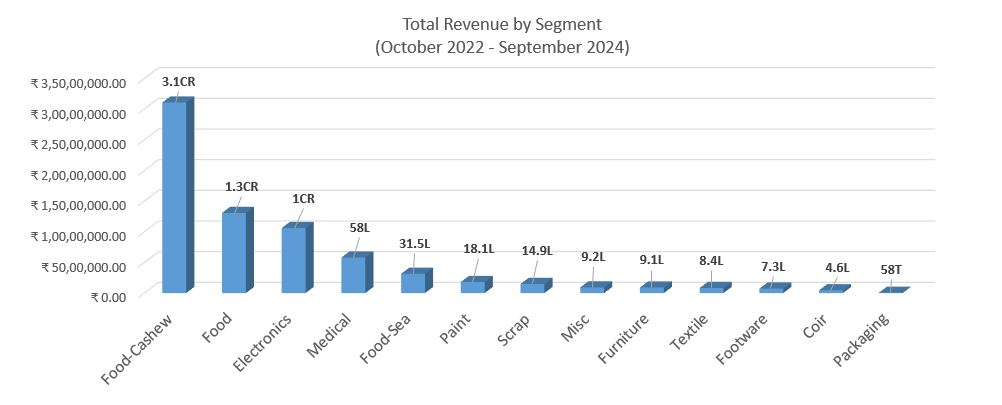 Total Revenue by Segment
(October 2022 - September 2024)
₹ 3,50,00,000.00
₹ 3,00,00,000.00
₹ 2,50,00,000.00
₹ 2,00,00,000.00
₹ 1,50,00,000.00
₹ 1,00,00,000.00
₹ 50,00,000.00
₹ 0.00
3.1CR
1.3CR
1CR
58L
31.5L
18.1L
14.9L
9.2L
9.1L
8.4L
7.3L
4.6L
58T
Food-Cashew
Food
Electronics
Medical
Food-Sea
Paint
Scrap
Misc
Furniture
Textile
Footware
Coir
Packaging